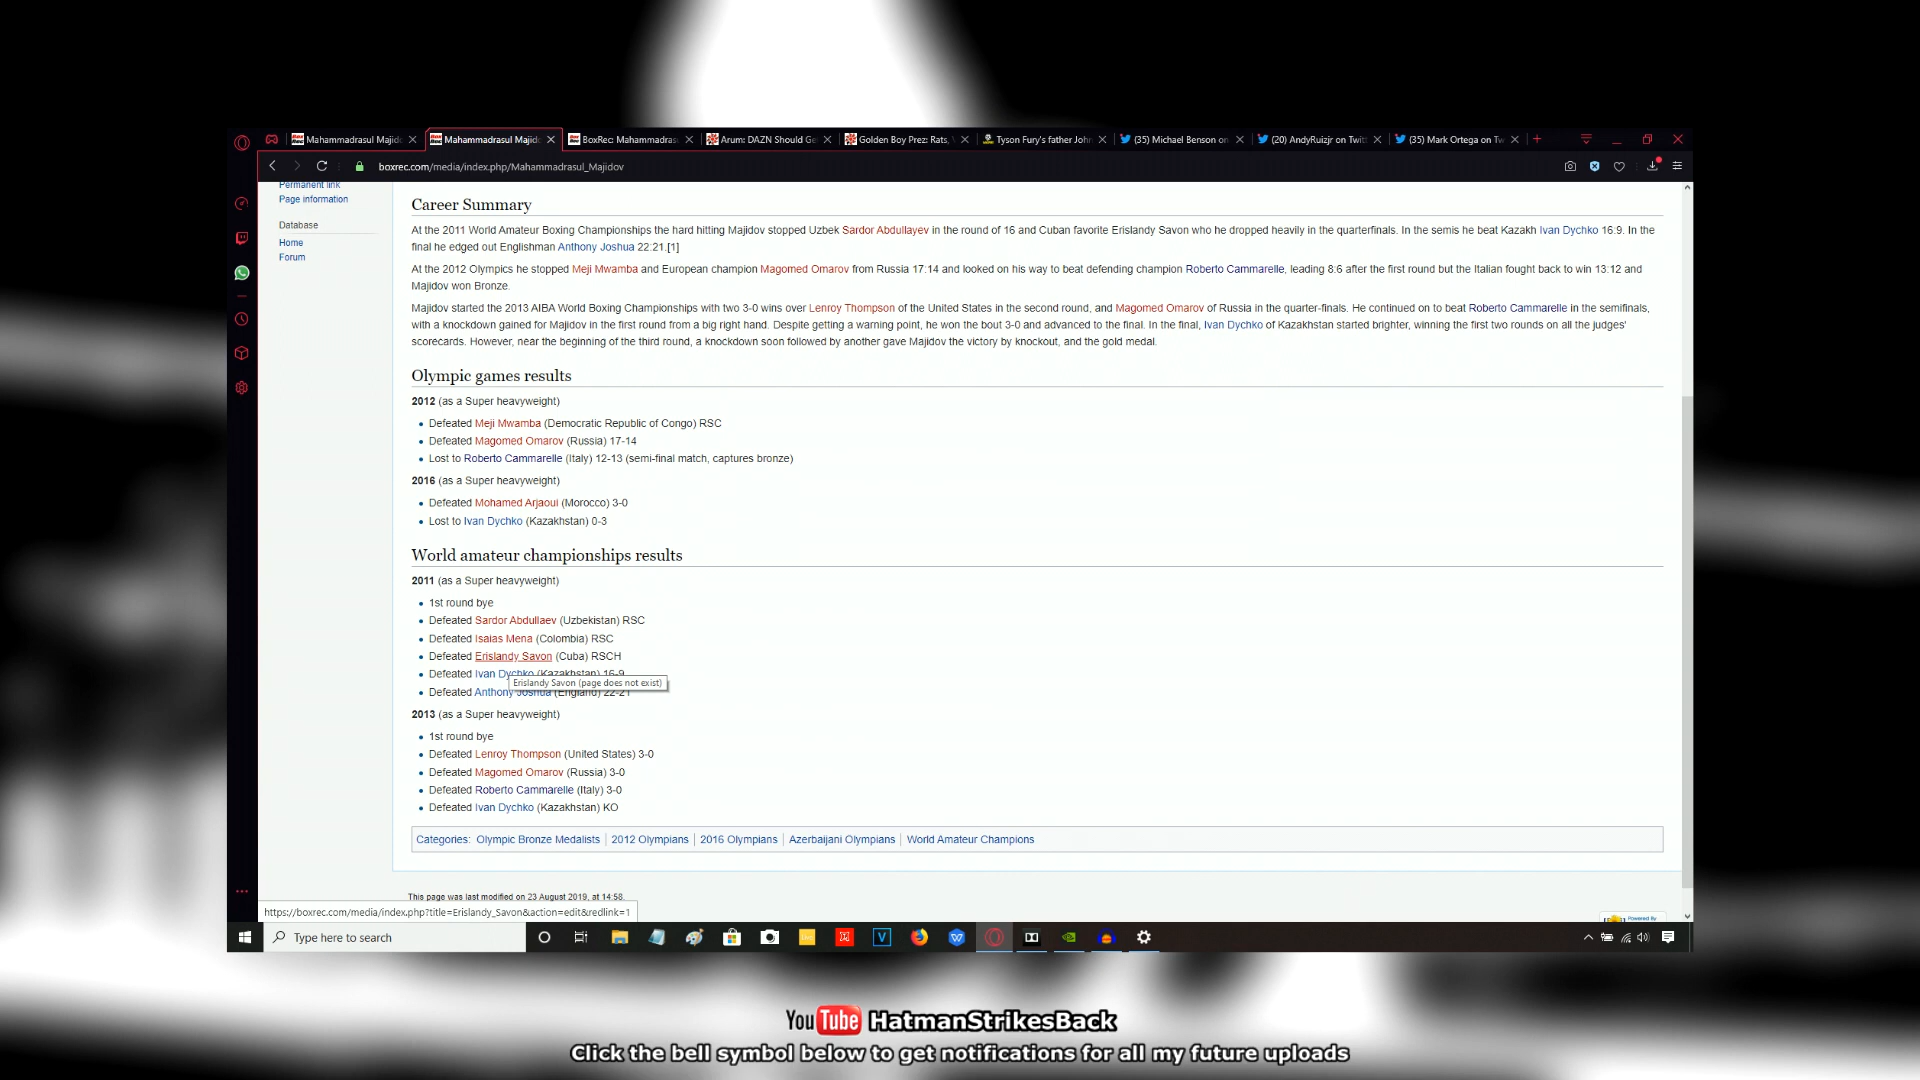 Mahammadrasul Majido
Mahammadrasul Majido
BoxRec: Mahammadras
Arum: DAZN Should Ge
Golden Boy Prez: Rats,
Tyson Fury's father John
(35) Michael Benson on
(20) AndyRuizjr on Twitt
(35) Mark Ortega on Tw
boxrec.com/media/index.php/Mahammadrasul_Majidov
Permanent link
Page information
Database
Home
Forum
Career Summary
At the 2011 World Amateur Boxing Championships the hard hitting Majidov stopped Uzbek Sardor Abdullayev in the round of 16 and Cuban favorite Erislandy Savon who he dropped heavily in the quarterfinals. In the semis he beat Kazakh Ivan Dychko 16:9. In the
final he edged out Englishman Anthony Joshua 22:21.[1]
At the 2012 Olympics he stopped Meji Mwamba and European champion Magomed Omarov from Russia 17:14 and looked on his way to beat defending champion Roberto Cammarelle, leading 8:6 after the first round but the Italian fought back to win 13:12 and
Majidov won Bronze.
Majidov started the 2013 AIBA World Boxing Championships with two 3-0 wins over Lenroy Thompson of the United States in the second round, and Magomed Omarov of Russia in the quarter-finals. He continued on to beat Roberto Cammarelle in the semifinals,
with a knockdown gained for Majidov in the first round from a big right hand. Despite getting a warning point, he won the bout 3-0 and advanced to the final. In the final, Ivan Dychko of Kazakhstan started brighter, winning the first two rounds on all the judges'
scorecards. However, near the beginning of the third round, a knockdown soon followed by another gave Majidov the victory by knockout, and the gold medal.
Olympic games results
2012 (as a Super heavyweight)
Defeated Meji Mwamba (Democratic Republic of Congo) RSC
Defeated Magomed Omarov (Russia) 17-14
Lost to Roberto Cammarelle (Italy) 12-13 (semi-final match, captures bronze)
2016 (as a Super heavyweight)
Defeated Mohamed Arjaoui (Morocco) 3-0
Lost to Ivan Dychko (Kazakhstan) 0-3
World amateur championships results
2011 (as a Super heavyweight)
1st round bye
Defeated Sardor Abdullaev (Uzbekistan) RSC
Defeated Isaias Mena (Colombia) RSC
Defeated Erislandy Savon (Cuba) RSCH
Defeated Ivan Dychko (Kazakhstan) 16-9
Erislandy Savon (page does not exist)
Defeated Anthony Joshua (England) 22-21
2013 (as a Super heavyweight)
1st round bye
Defeated Lenroy Thompson (United States) 3-0
Defeated Magomed Omarov (Russia) 3-0
Defeated Roberto Cammarelle (Italy) 3-0
Defeated Ivan Dychko (Kazakhstan) KO
Categories: Olympic Bronze Medalists | 2012 Olympians | 2016 Olympians | Azerbaijani Olympians | World Amateur Champions
This page was last modified on 23 August 2019, at 14:58.
https://boxrec.com/media/index.php?title=Erislandy_Savon&action=edit&redlink=1
Powered By
Type here to search
YouTube HatmanStrikesBack
Click the bell symbol below to get notifications for all my future uploads